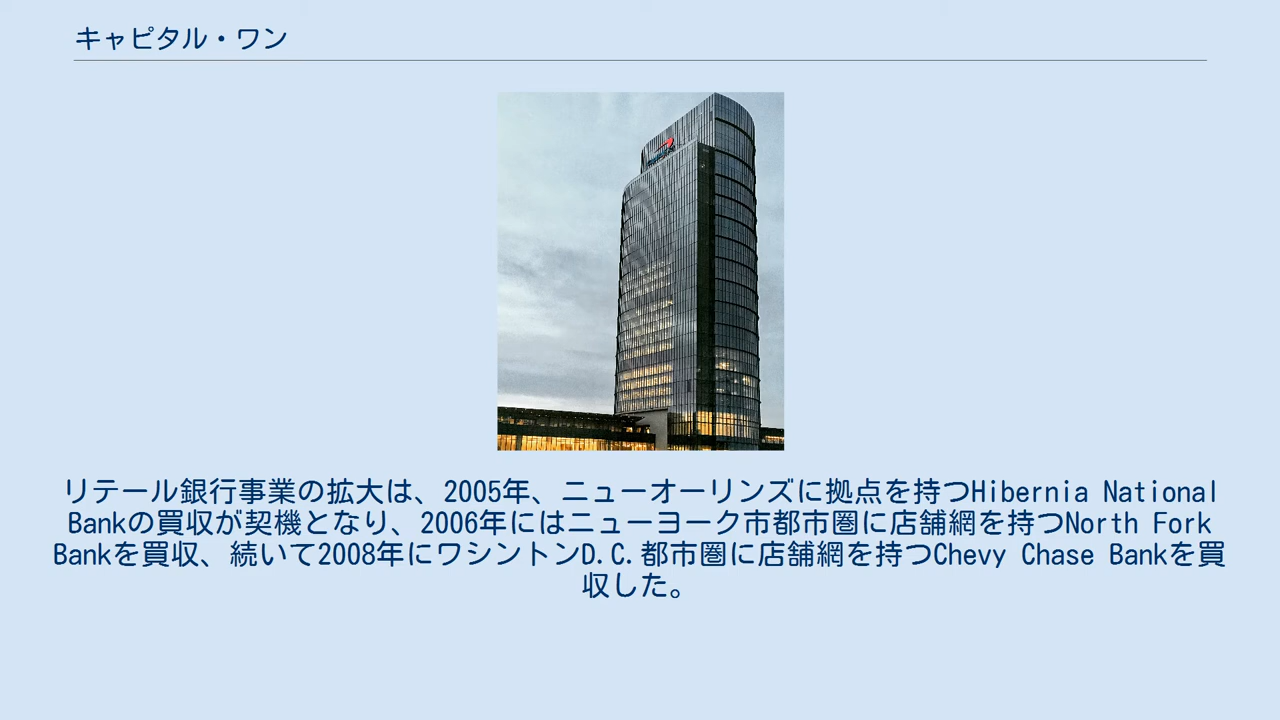 キャピタル・ワン
リテール銀行事業の拡大は、2005年、ニューオーリンズに拠点を持つHibernia National
Bankの買収が契機となり、2006年にはニューヨーク市都市圏に店舗網を持つNorth Fork
Bankを買収、続いて2008年にワシントンD.C.都市圏に店舗網を持つChevy Chase Bankを買
収した。